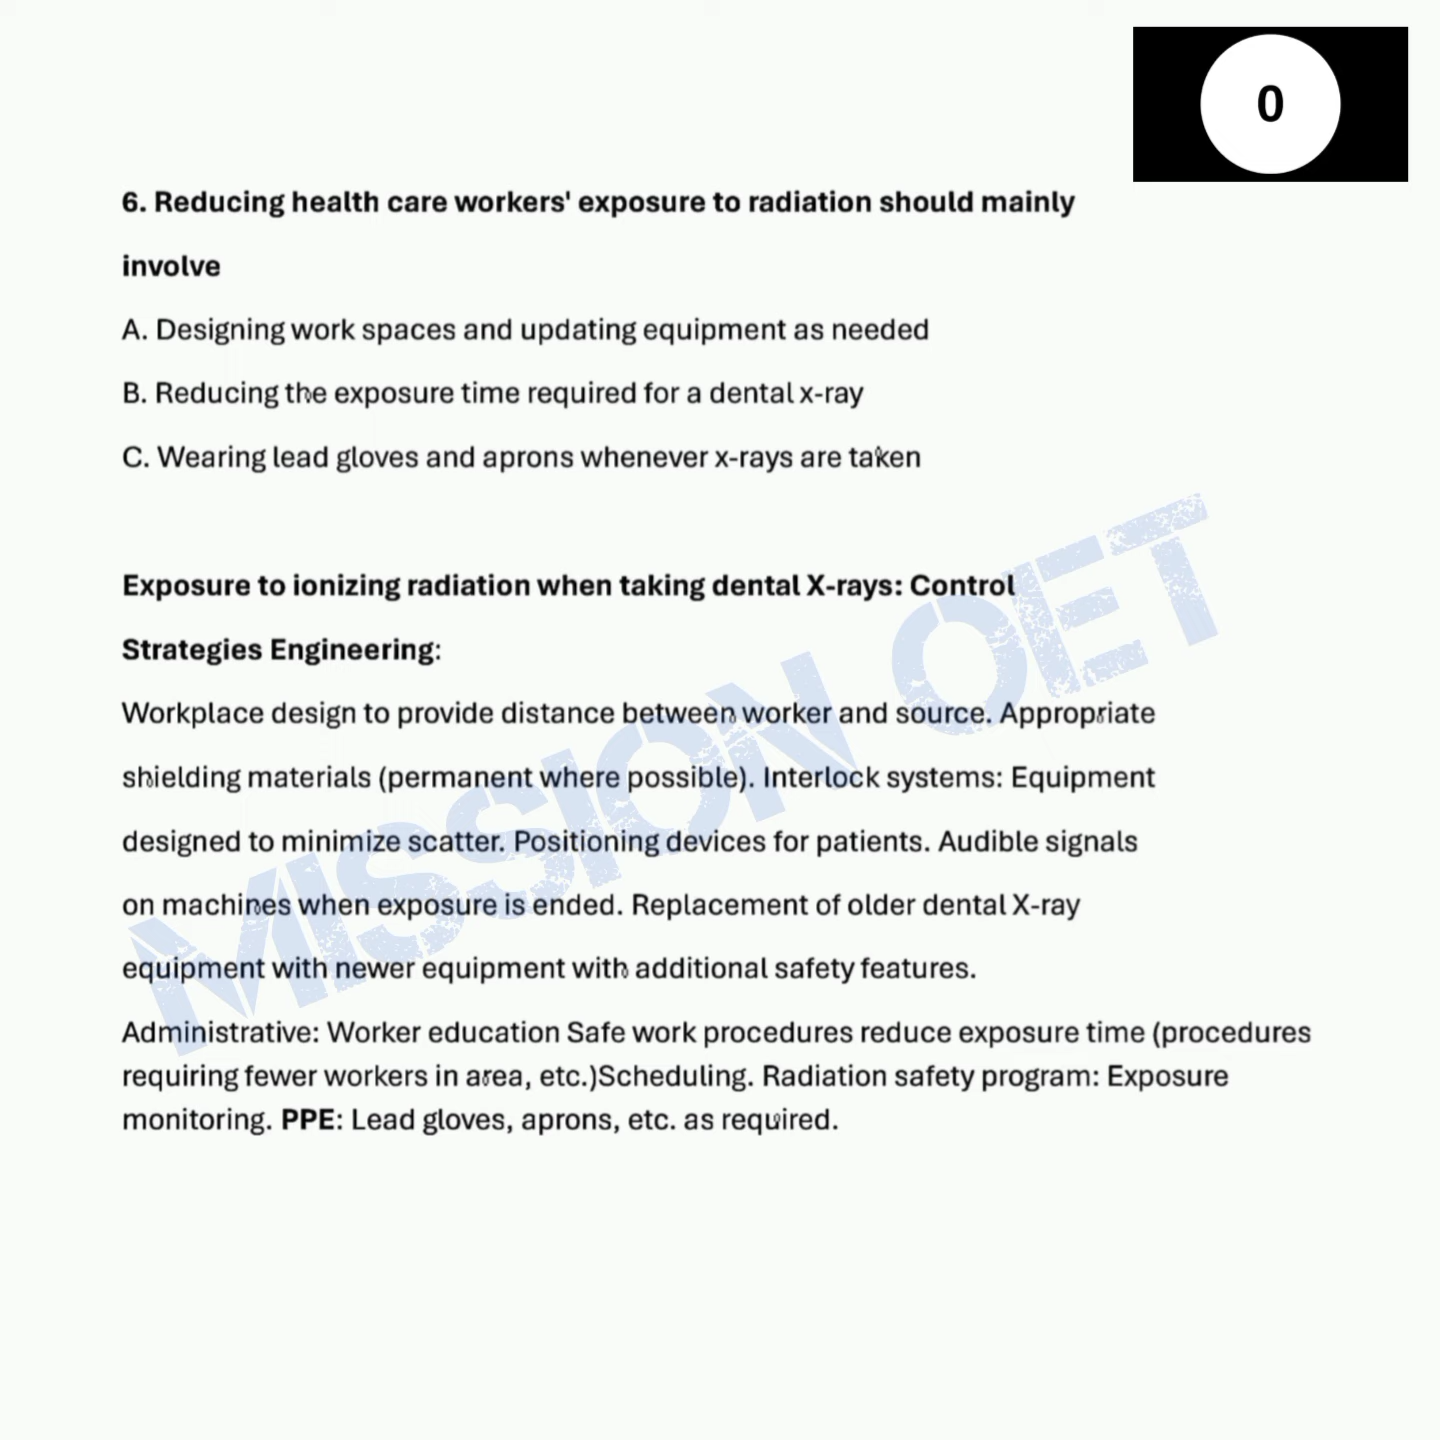 0
6. Reducing health care workers' exposure to radiation should mainly
involve
A. Designing work spaces and updating equipment as needed
B. Reducing the exposure time required for a dental x-ray
C. Wearing lead gloves and aprons whenever x-rays are taken
Exposure to ionizing radiation when taking dental X-rays: Control
Strategies Engineering:
Workplace design to provide distance between worker and source. Appropriate
shielding materials (permanent where possible). Interlock systems: Equipment
designed to minimize scatter. Positioning devices for patients. Audible signals
on machines when exposure is ended. Replacement of older dental X-ray
equipment with newer equipment with additional safety features.
Administrative: Worker education Safe work procedures reduce exposure time (procedures
requiring fewer workers in area, etc.)Scheduling. Radiation safety program: Exposure
monitoring. PPE: Lead gloves, aprons, etc. as required.
MISSION OET